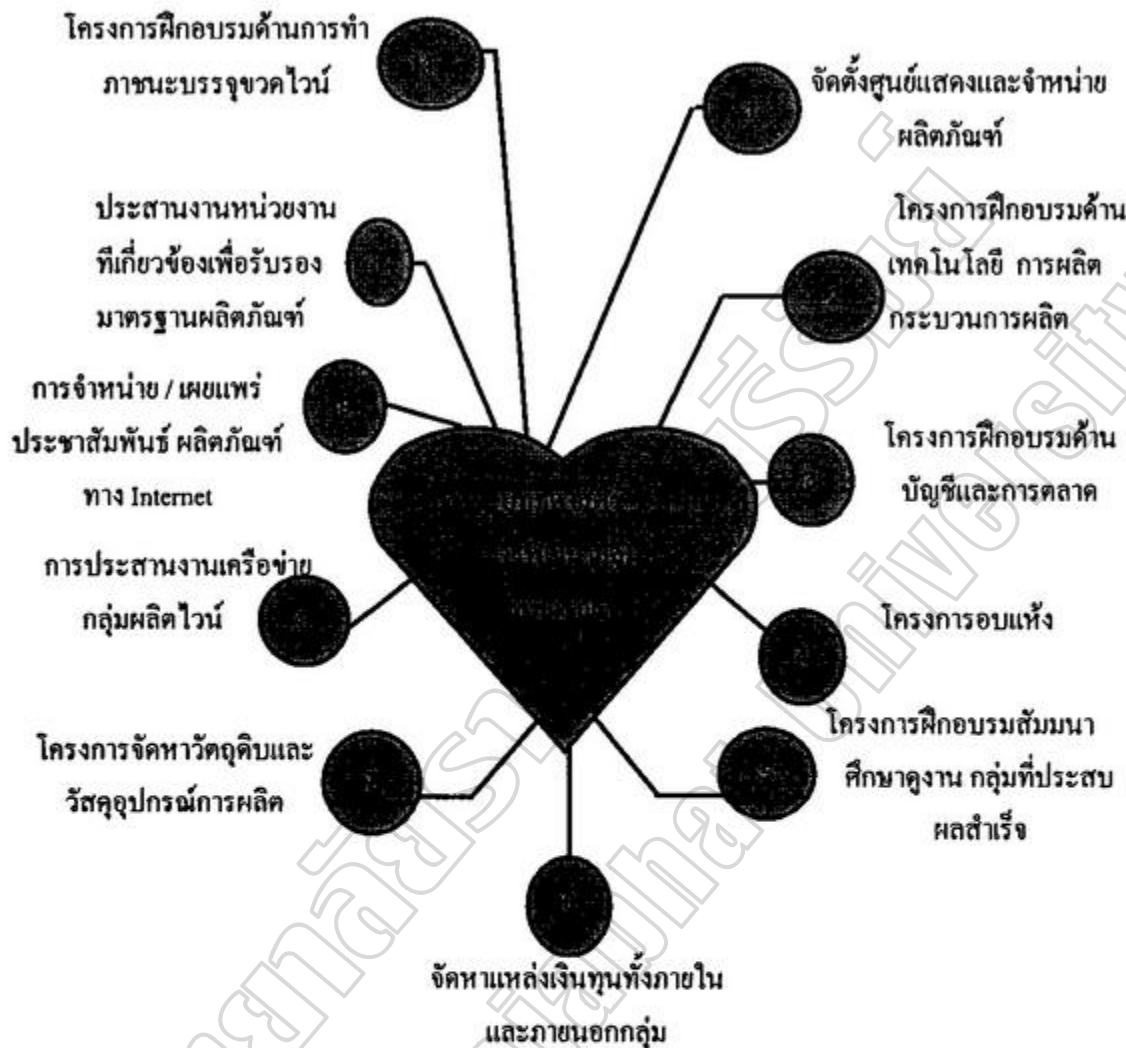 โครงการฝึกอบรมด้านการทำ
ภาชนะบรรจุขวดไวน์
จัดตั้งศูนย์แสดงและจำหน่าย
ผลิตภัณฑ์
ประสานงานหน่วยงาน
ที่เกี่ยวข้องเพื่อรับรอง
มาตรฐานผลิตภัณฑ์
โครงการฝึกอบรมด้าน
เทคโนโลยี การผลิต
กระบวนการผลิต
การจำหน่าย / เผยแพร่
ประชาสัมพันธ์ ผลิตภัณฑ์
ทาง Internet
โครงการฝึกอบรมด้าน
บัญชีและการตลาด
การประสานงานเครือข่าย
กลุ่มผลิตไวน์
โครงการอบแห้ง
โครงการจัดหาวัตถุดิบและ
วัสดุอุปกรณ์การผลิต
โครงการฝึกอบรมสัมมนา
ศึกษาดูงาน กลุ่มที่ประสบ
ผลสำเร็จ
จัดหาแหล่งเงินทุนทั้งภายใน
และภายนอกกลุ่ม